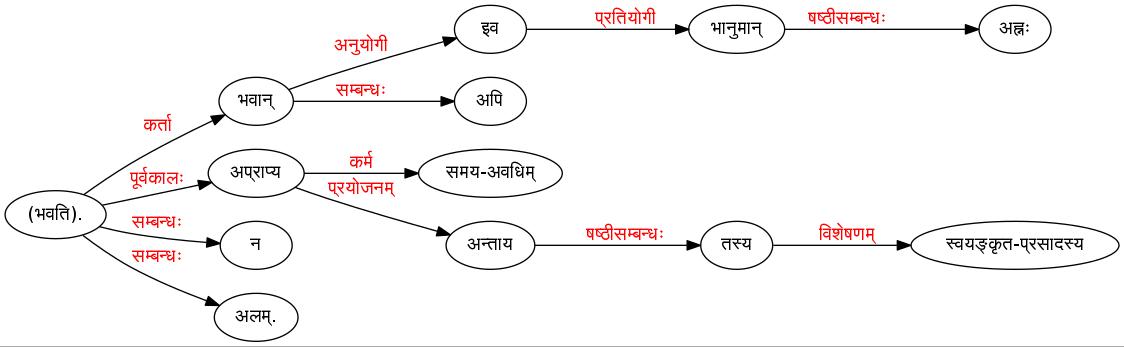 इव
प्रतियोगी
भानुमान्
षष्ठीसम्बन्धः
अह्नः
अनुयोगी
भवान्
सम्बन्धः
अपि
कर्ता
अप्राप्य
कर्म
समय-अवधिम्
पूर्वकालः
प्रयोजनम्
(भवति).
सम्बन्धः
न
अन्ताय
षष्ठीसम्बन्धः
तस्य
विशेषणम्
स्वयङ्कृत-प्रसादस्य
सम्बन्धः
अलम्.